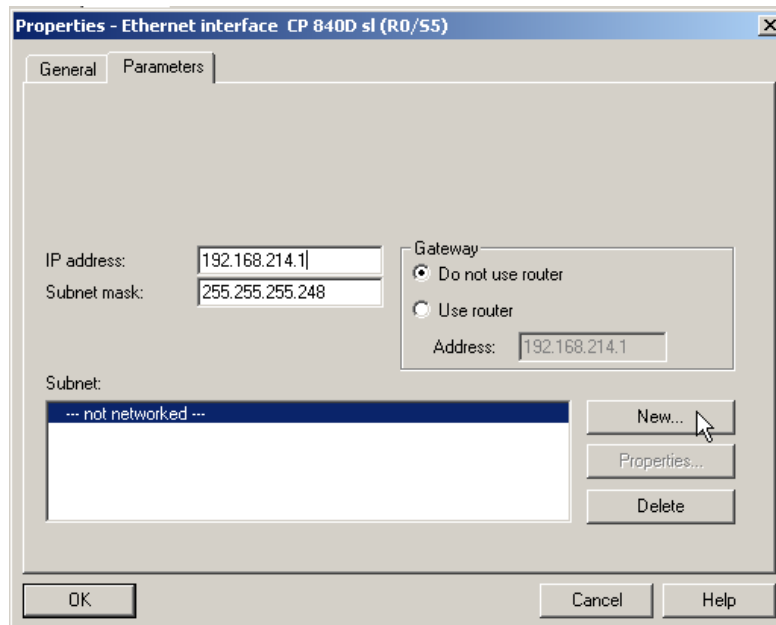 Properties - Ethernet interface CP 840D sl (R0/S5)
General Parameters
IP address: 192.168.214.1
Subnet mask: 255.255.255.248
Gateway
Do not use router
Use router
Address: 192.168.214.1
Subnet:
--- not networked ---
New...
Properties...
Delete
OK Cancel Help